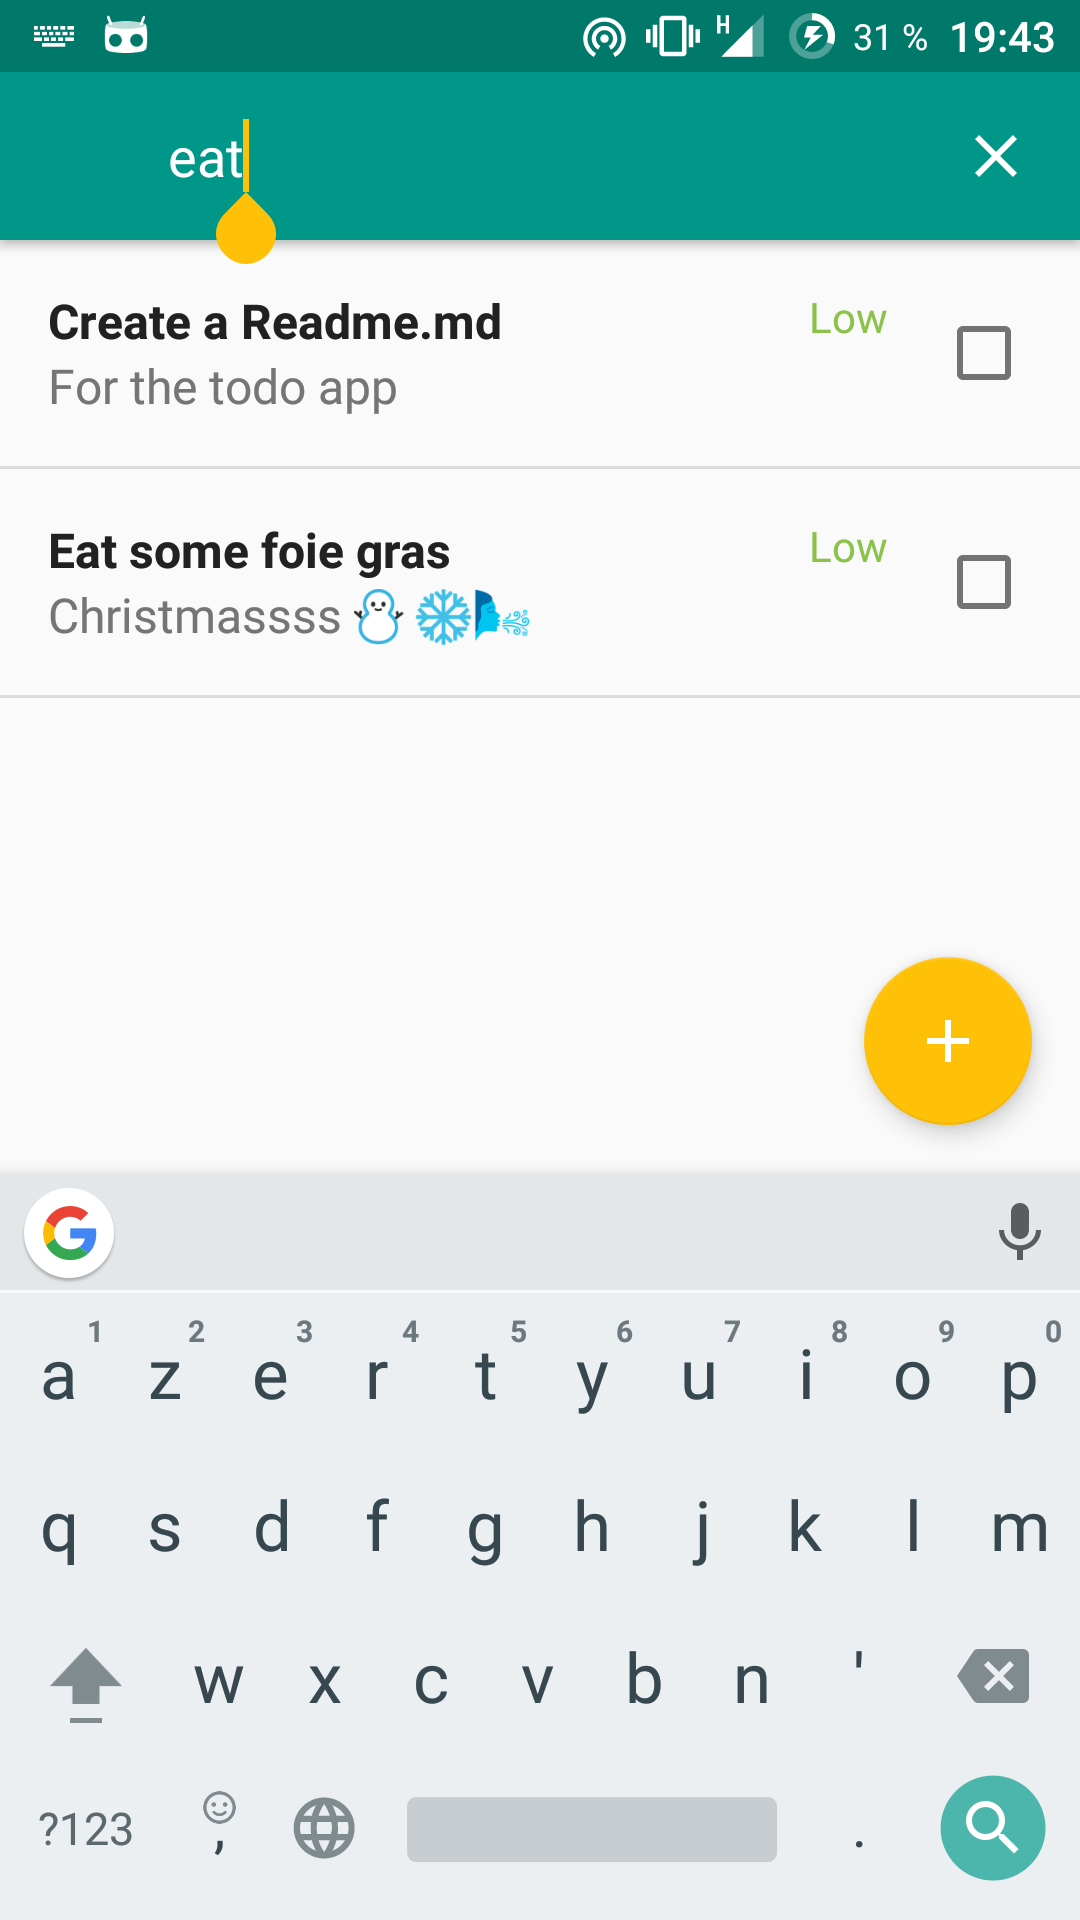 H 31 % 19:43
eat
Create a Readme.md Low
For the todo app
Eat some foie gras Low
Christmassss ⛄❄🌬
G
1 2 3 4 5 6 7 8 9 0
a z e r t y u i o p
q s d f g h j k l m
w x c v b n '
?123 , .